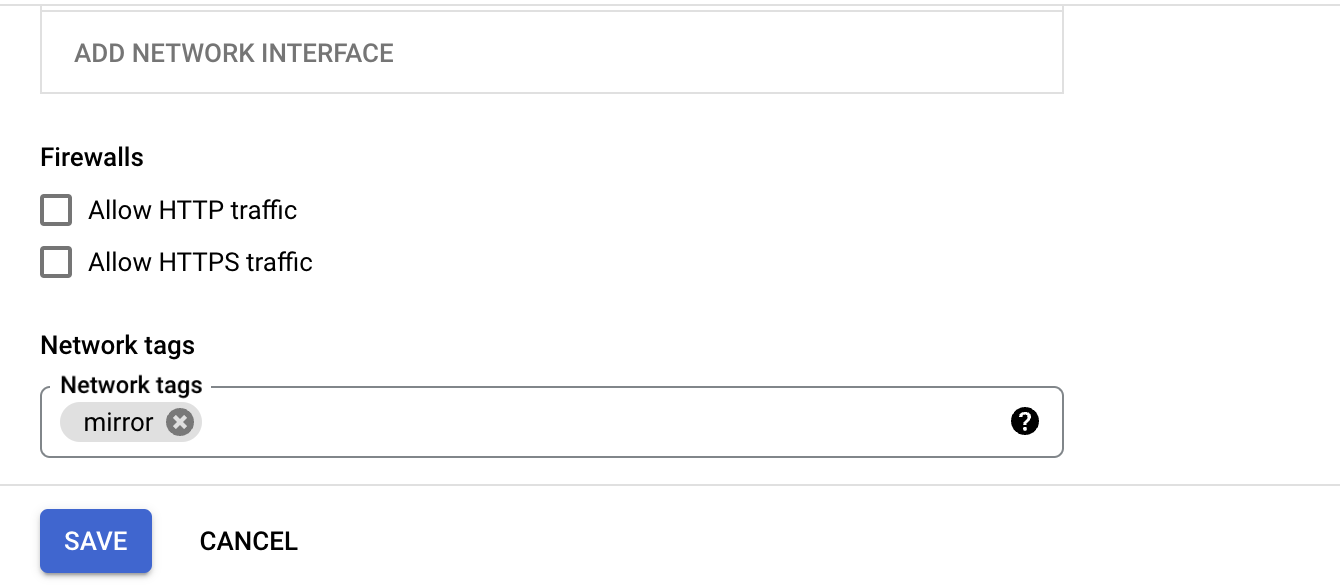 ADD NETWORK INTERFACE
Firewalls
Allow HTTP traffic
Allow HTTPS traffic
Network tags
Network tags
mirror
?
SAVE CANCEL